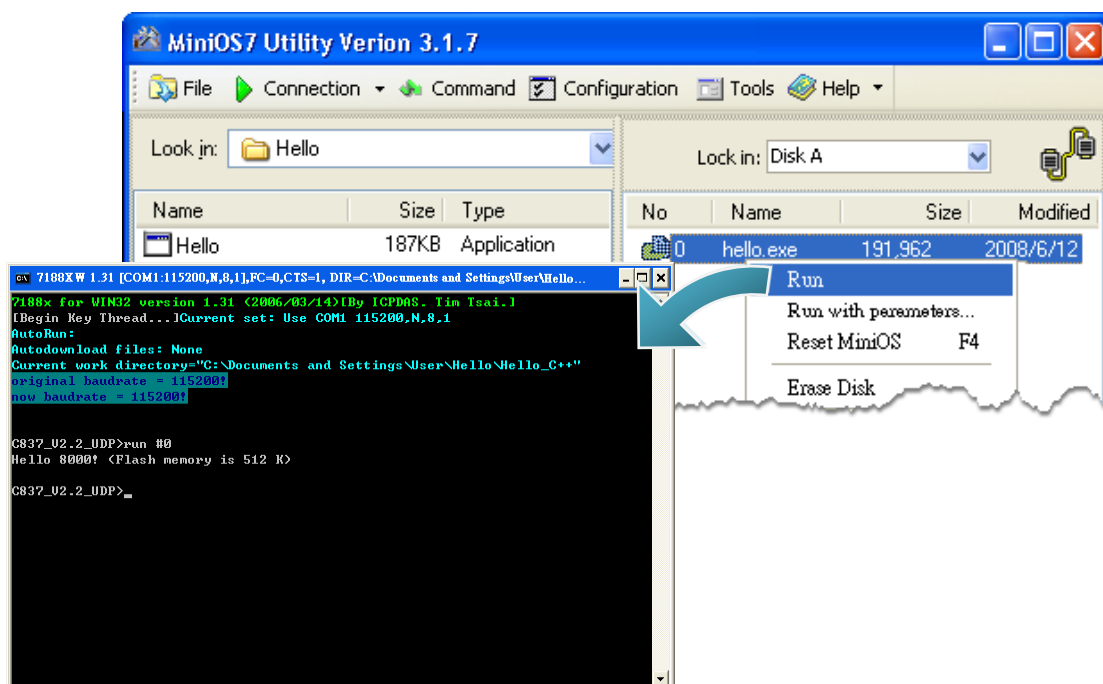 MiniOS7 Utility Verion 3.1.7
File Connection Command Configuration Tools Help
Look in: Hello
Lock in: Disk A
Name Size Type
Hello 187KB Application
No Name Size Modified
0 hello.exe 191,962 2008/6/12
Run
Run with peremeters...
Reset MiniOS F4
Erase Disk
7188XW 1.31 [COM1:115200,N,8,1],FC=0,CTS=1, DIR=C:\Documents and Settings\User\Hello...
7188x for WIN32 version 1.31 (2006/03/14)[By ICPDAS. Tim Tsai.]
[Begin Key Thread...]Current set: Use COM1 115200,N,8,1
AutoRun:
Autodownload files: None
Current work directory="C:\Documents and Settings\User\Hello\Hello_C++"
original baudrate = 115200!
now baudrate = 115200!
C837_V2.2_UDP>run #0
Hello 8000! (Flash memory is 512 K)
C837_V2.2_UDP>_